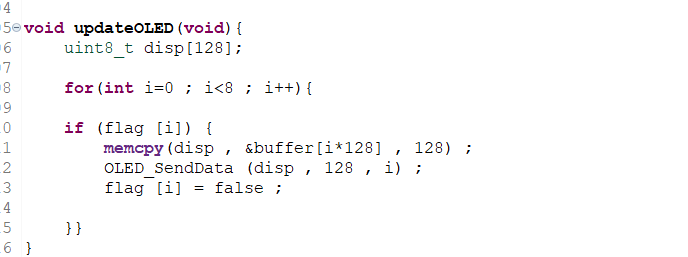 4
5 void updateOLED(void){
6     uint8_t disp[128];
7
8     for(int i=0 ; i<8 ; i++){
9
0     if (flag [i]) {
1         memcpy(disp , &buffer[i*128] , 128) ;
2         OLED_SendData (disp , 128 , i) ;
3         flag [i] = false ;
4
5     }}
6 }